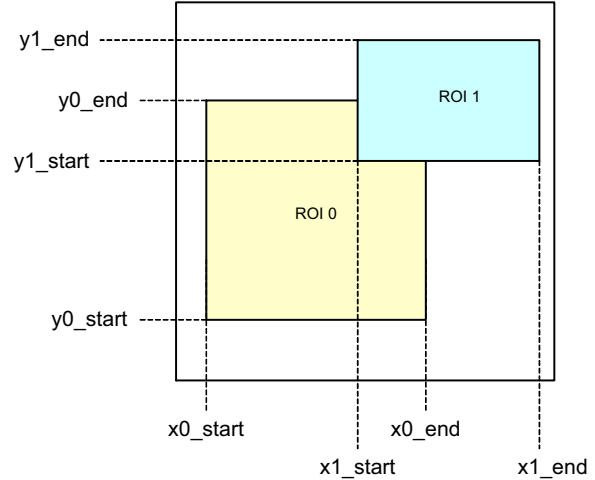 y1_end
y0_end
ROI 1
y1_start
ROI 0
y0_start
x0_start
x0_end
x1_start
x1_end